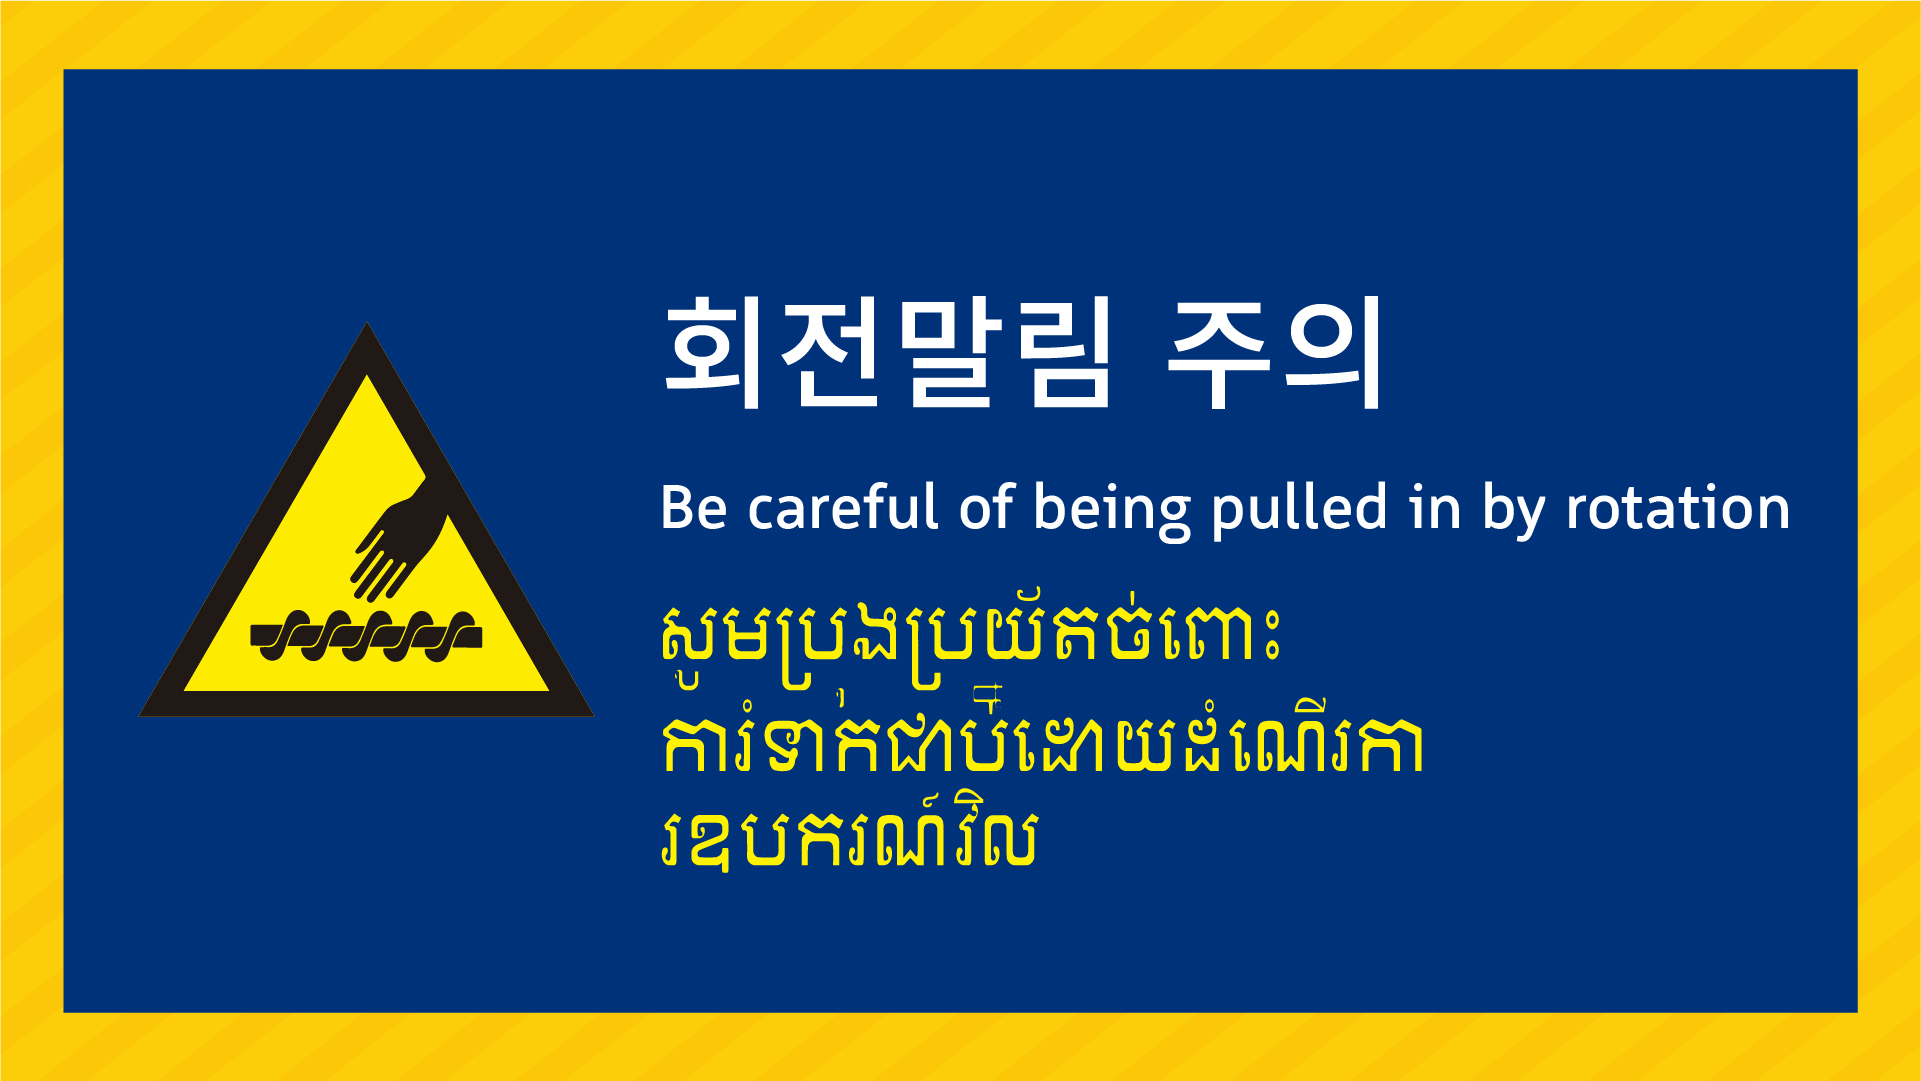 회전말림 주의
Be careful of being pulled in by rotation
សូមប្រុងប្រយ័តច់ពោះ
ការំទាក់ជាប់ដោយដំណើរកា
រឧបករណ៍វិល